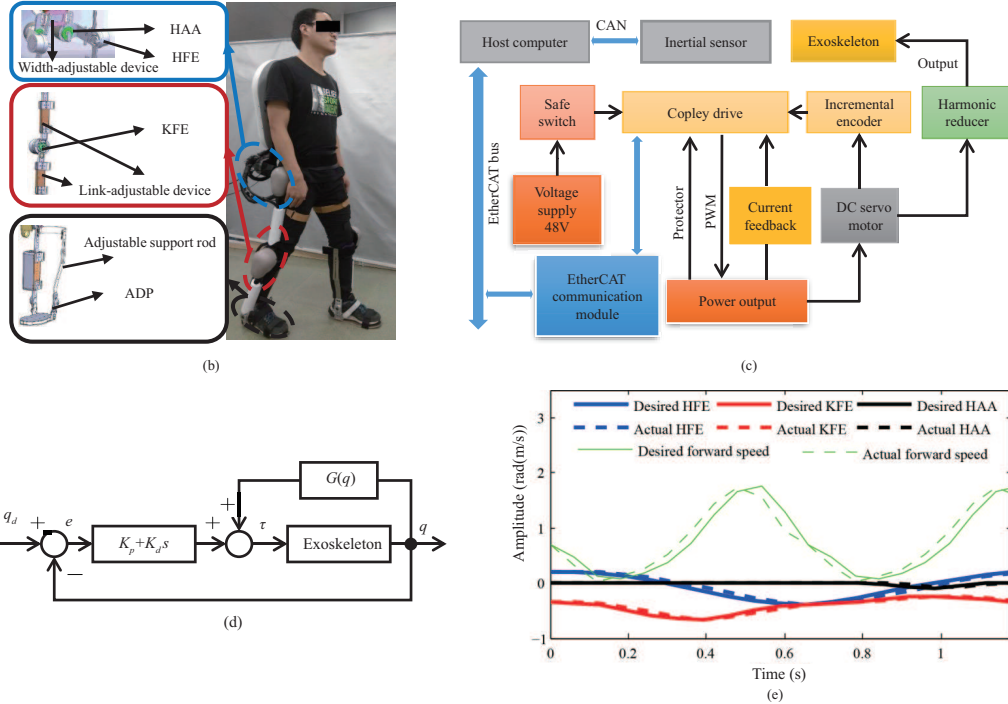 HAA
HFE
Width-adjustable device
KFE
Link-adjustable device
Adjustable support rod
ADP
(b)
CAN
Host computer
Inertial sensor
Exoskeleton
Output
EtherCAT bus
Safe
switch
Copley drive
Incremental
encoder
Harmonic
reducer
Voltage
supply
48V
Protector
PWM
Current
feedback
DC servo
motor
EtherCAT
communication
module
Power output
(c)
G(q)
q_d
+
e
K_p+K_d s
+
+
τ
Exoskeleton
q
−
(d)
Desired HFE
Desired KFE
Desired HAA
Actual HFE
Actual KFE
Actual HAA
Desired forward speed
Actual forward speed
Amplitude (rad(m/s))
3
2
1
0
−1
0
0.2
0.4
0.6
0.8
1
Time (s)
(e)